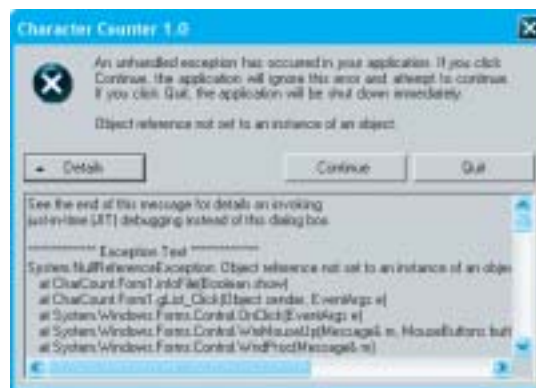 Character Counter 1.0
An unhandled exception has occurred in your application. If you click
Continue, the application will ignore this error and attempt to continue.
If you click Quit, the application will be shut down immediately.
Object reference not set to an instance of an object.
Details
Continue
Quit
See the end of this message for details on invoking
just-in-time (JIT) debugging instead of this dialog box.
************** Exception Text **************
System.NullReferenceException: Object reference not set to an instance of an obje
at CharCount.Form1.infoFile(Boolean show)
at CharCount.Form1.gList_Click(Object sender, EventArgs e)
at System.Windows.Forms.Control.OnClick(EventArgs e)
at System.Windows.Forms.Control.WmMouseUp(Message& m, MouseButtons butt
at System.Windows.Forms.Control.WndProc(Message& m)